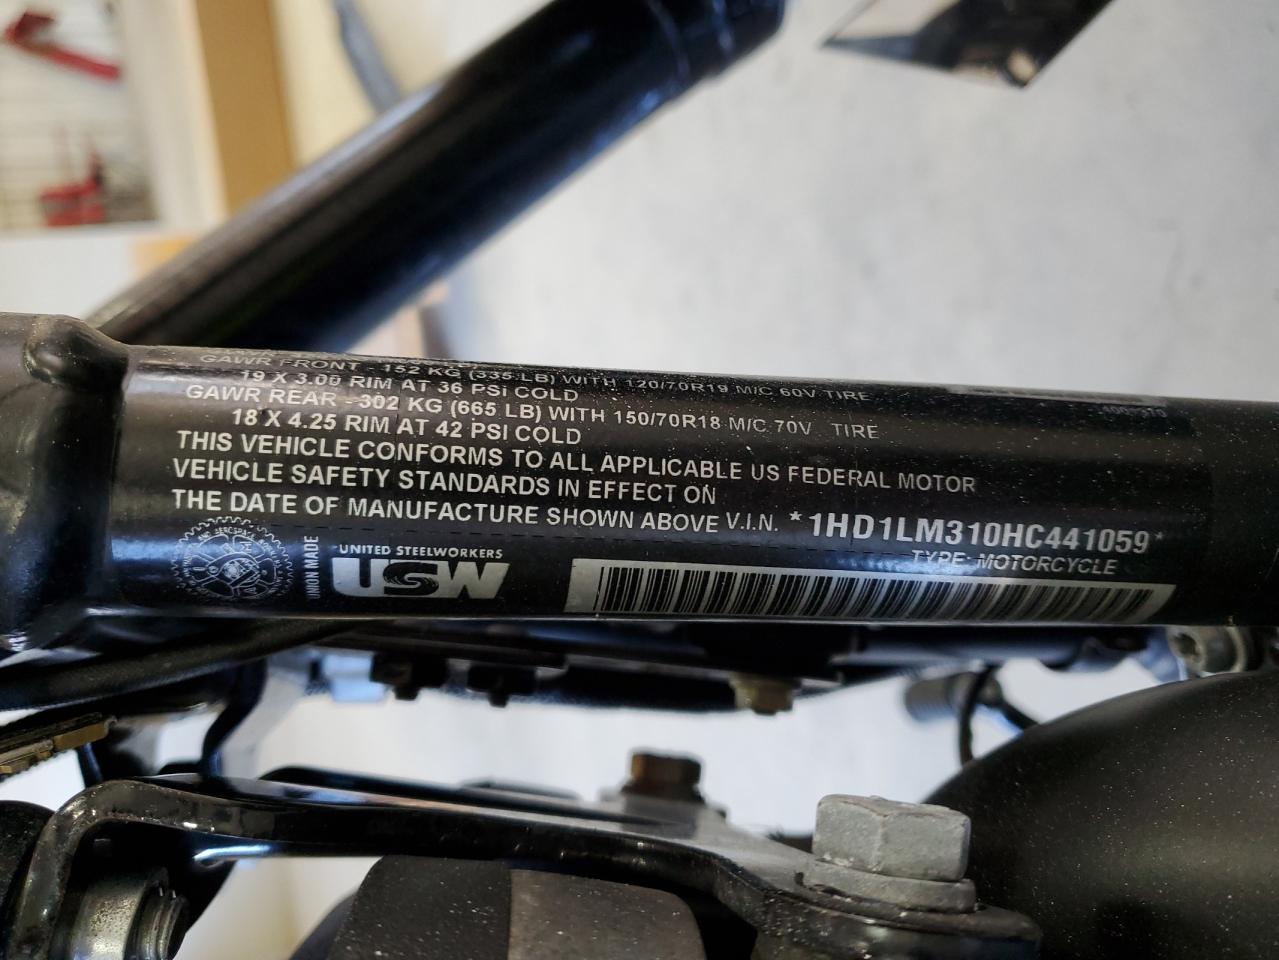 GAWR FRONT 152 KG (335 LB) WITH 120/70R19 M/C 60V TIRE
19 X 3.00 RIM AT 36 PSI COLD
GAWR REAR - 302 KG (665 LB) WITH 150/70R18 M/C 70V TIRE
18 X 4.25 RIM AT 42 PSI COLD
THIS VEHICLE CONFORMS TO ALL APPLICABLE US FEDERAL MOTOR
VEHICLE SAFETY STANDARDS IN EFFECT ON
THE DATE OF MANUFACTURE SHOWN ABOVE V.I.N. *1HD1LM310HC441059*
TYPE: MOTORCYCLE
UNION MADE
UNITED STEELWORKERS
USW